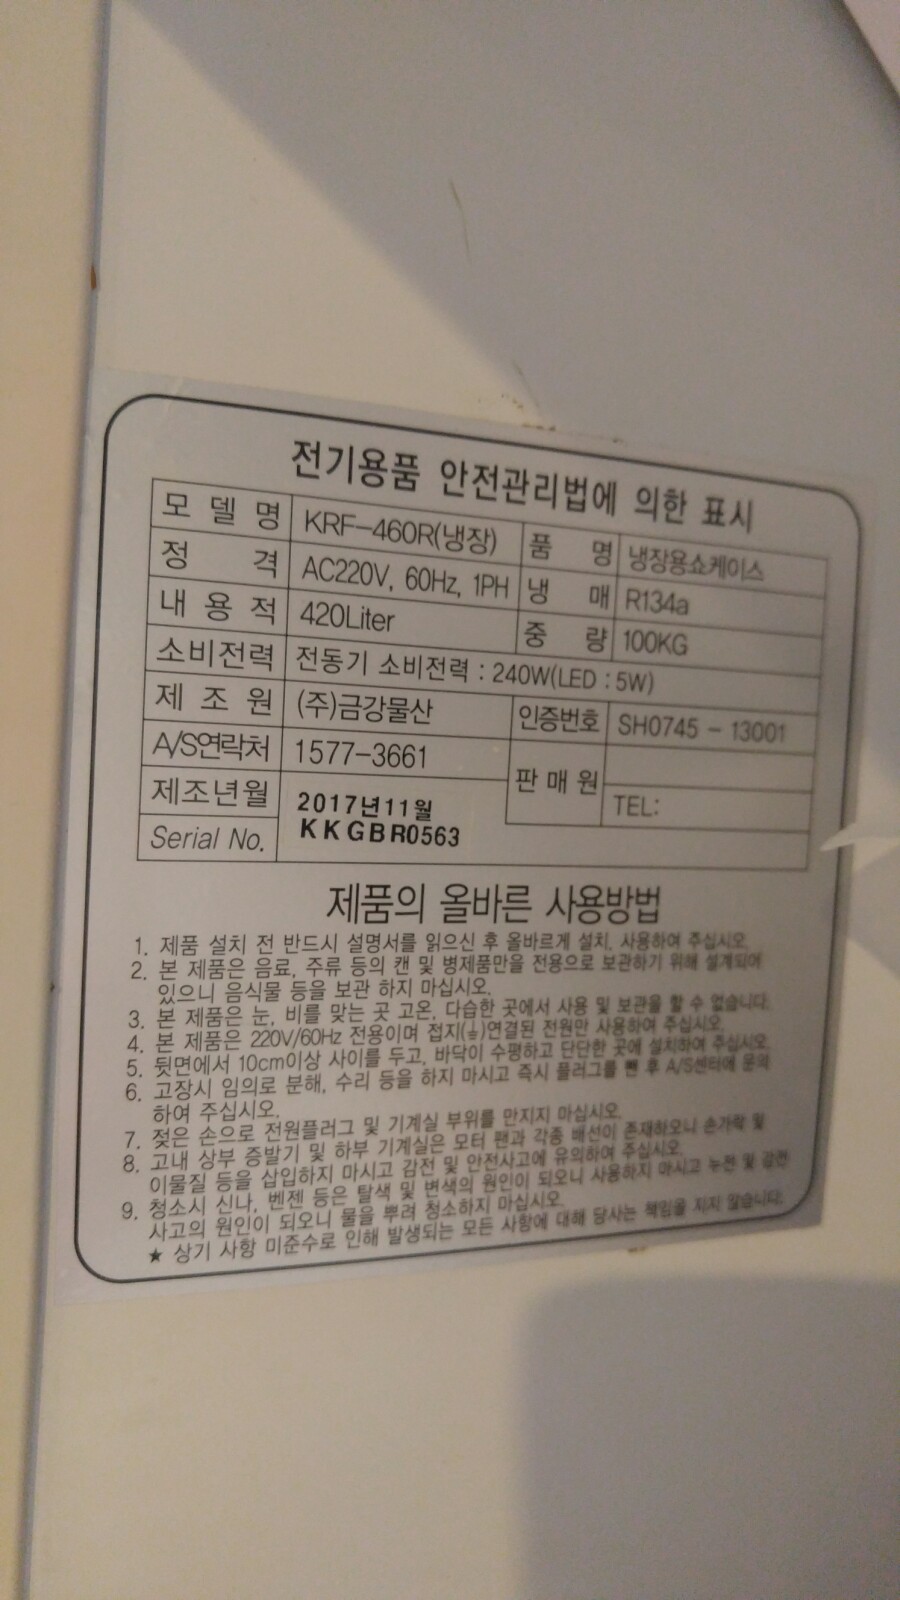 전기용품 안전관리법에 의한 표시
모델명 KRF-460R(냉장) 품명 냉장용쇼케이스
정격 AC220V, 60Hz, 1PH 냉매 R134a
내용적 420Liter 중량 100KG
소비전력 전동기 소비전력 : 240W(LED : 5W)
제조원 (주)금강물산 인증번호 SH0745 - 13001
A/S연락처 1577-3661 판매원
TEL:
제조년월 2017년11월
Serial No. KKGBR0563
제품의 올바른 사용방법
1. 제품 설치 전 반드시 설명서를 읽으신 후 올바르게 설치, 사용하여 주십시오.
2. 본 제품은 음료, 주류 등의 캔 및 병제품만을 전용으로 보관하기 위해 설계되어
있으니 음식물 등을 보관 하지 마십시오.
3. 본 제품은 눈, 비를 맞는 곳 고온, 다습한 곳에서 사용 및 보관을 할 수 없습니다.
4. 본 제품은 220V/60Hz 전용이며 접지(⏚)연결된 전원만 사용하여 주십시오.
5. 뒷면에서 10cm이상 사이를 두고, 바닥이 수평하고 단단한 곳에 설치하여 주십시오.
6. 고장시 임의로 분해, 수리 등을 하지 마시고 즉시 플러그를 뺀 후 A/S센터에 문의
하여 주십시오.
7. 젖은 손으로 전원플러그 및 기계실 부위를 만지지 마십시오.
8. 고내 상부 증발기 및 하부 기계실은 모터 팬과 각종 배선이 존재하오니 손가락 및
이물질 등을 삽입하지 마시고 감전 및 안전사고에 유의하여 주십시오.
9. 청소시 신나, 벤젠 등은 탈색 및 변색의 원인이 되오니 사용하지 마시고 누전 및 감전
사고의 원인이 되오니 물을 뿌려 청소하지 마십시오.
★ 상기 사항 미준수로 인해 발생되는 모든 사항에 대해 당사는 책임을 지지 않습니다.